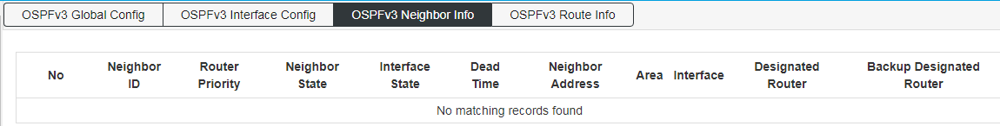 OSPFv3 Global Config OSPFv3 Interface Config OSPFv3 Neighbor Info OSPFv3 Route Info
No Neighbor ID Router Priority Neighbor State Interface State Dead Time Neighbor Address Area Interface Designated Router Backup Designated Router
No matching records found